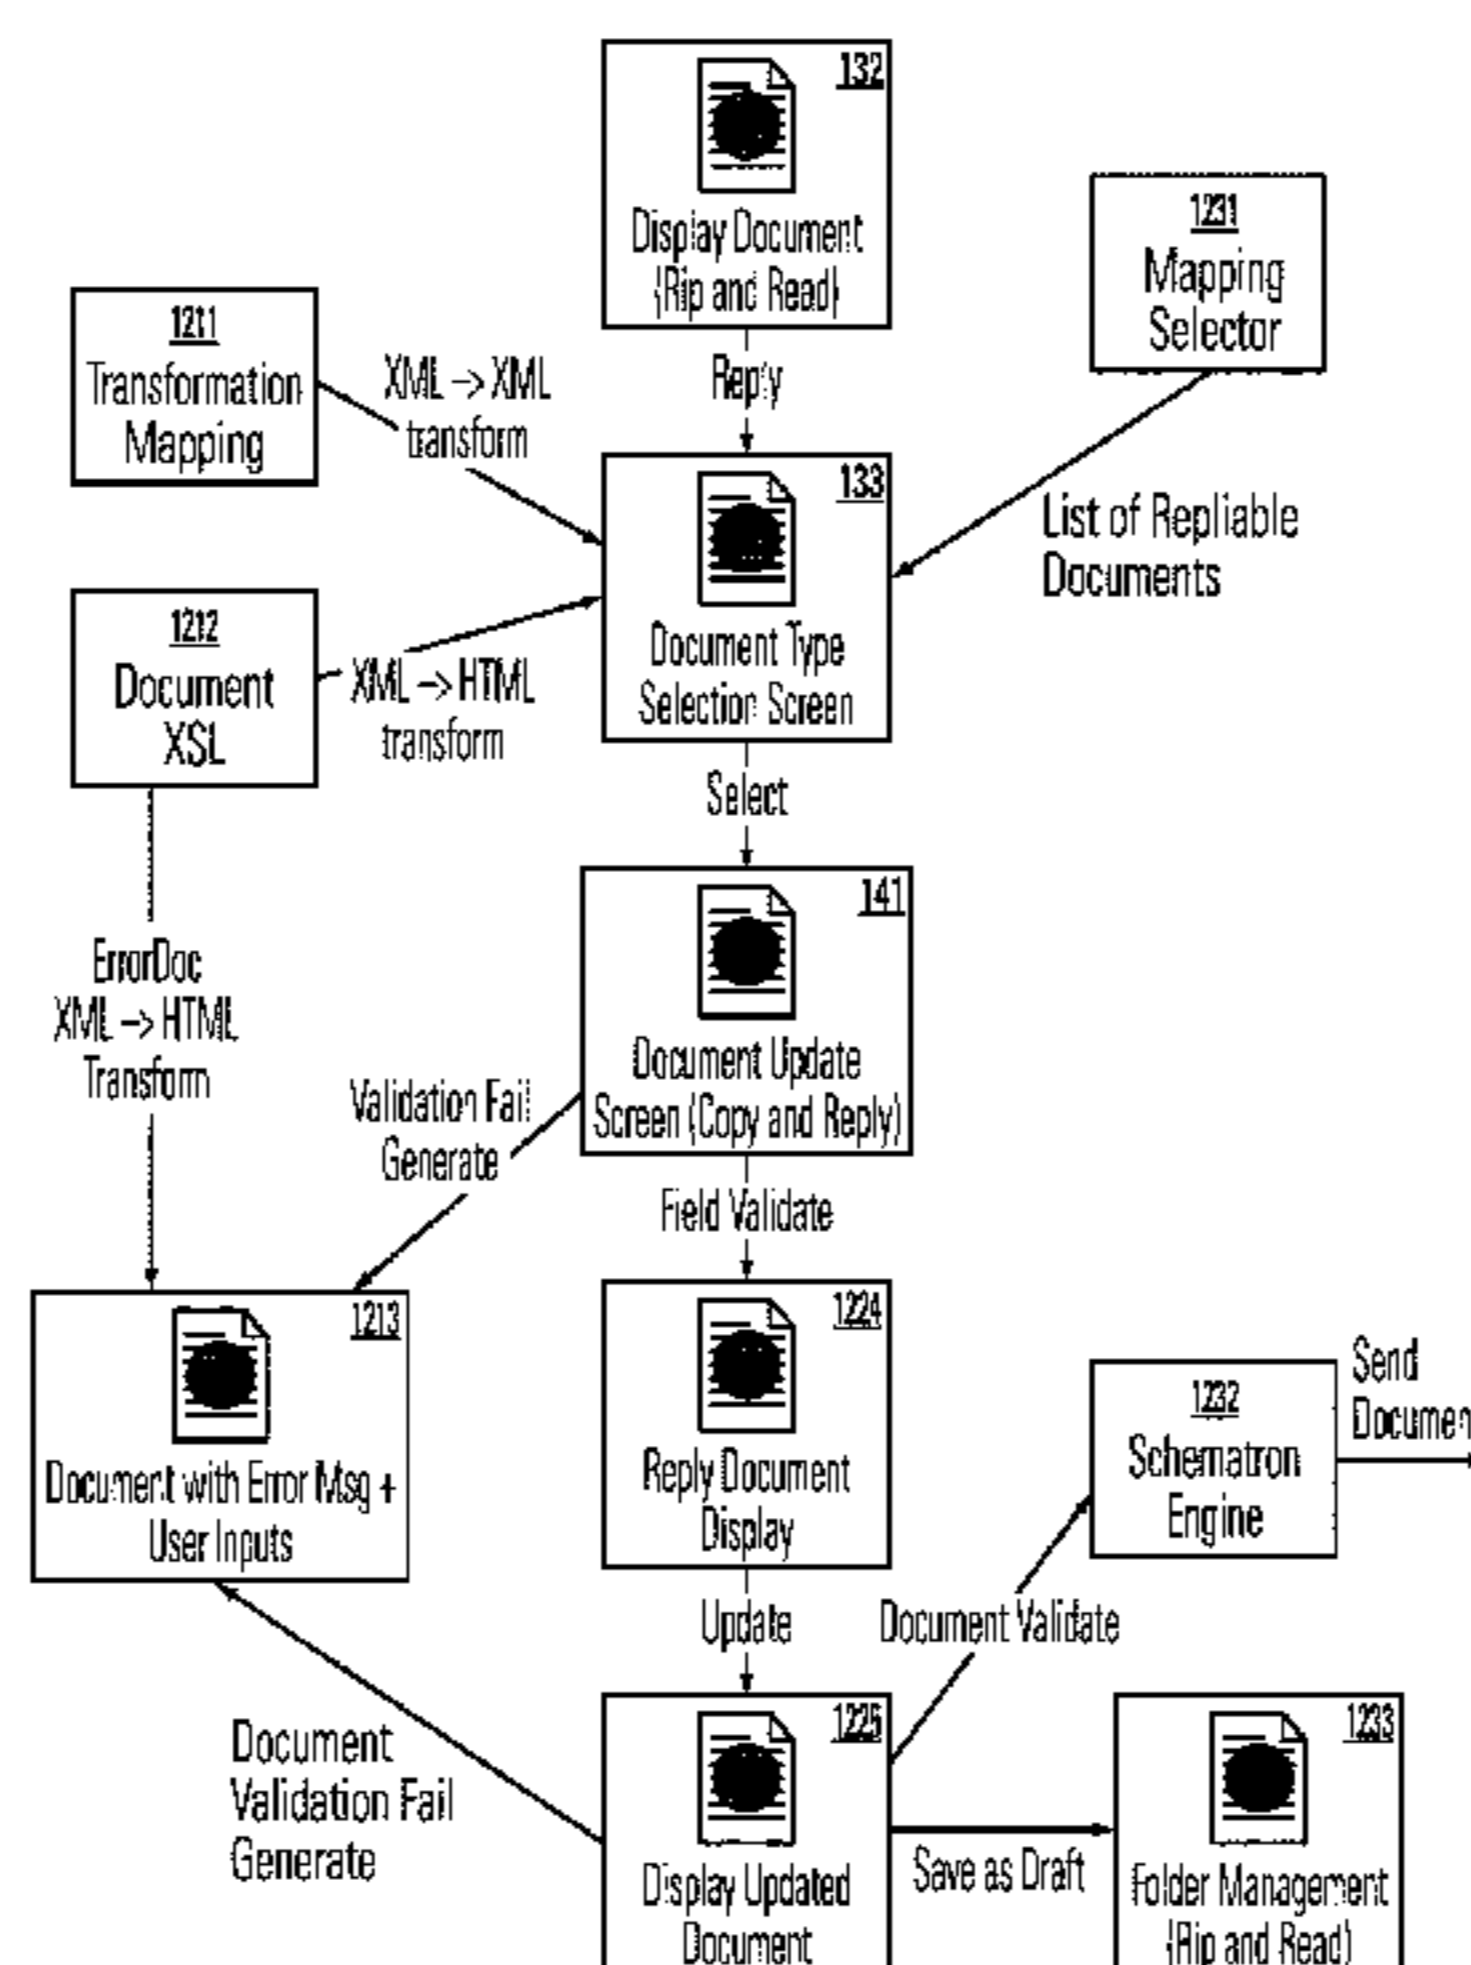 132
Display Document
(Rip and Read)
1231
Mapping
Selector
1211
Transformation
Mapping
XML -> XML
transform
Reply
133
Document Type
Selection Screen
List of Repliable
Documents
1212
Document
XSL
XML -> HTML
transform
Select
141
Document Update
Screen (Copy and Reply)
ErrorDoc
XML -> HTML
Transform
Validation Fail
Generate
Field Validate
1213
Document with Error Msg +
User Inputs
1224
Reply Document
Display
1232
Schematron
Engine
Send
Documen
Update
Document Validate
Document
Validation Fail
Generate
1225
Display Updated
Document
Save as Draft
1233
Folder Management
(Rip and Read)